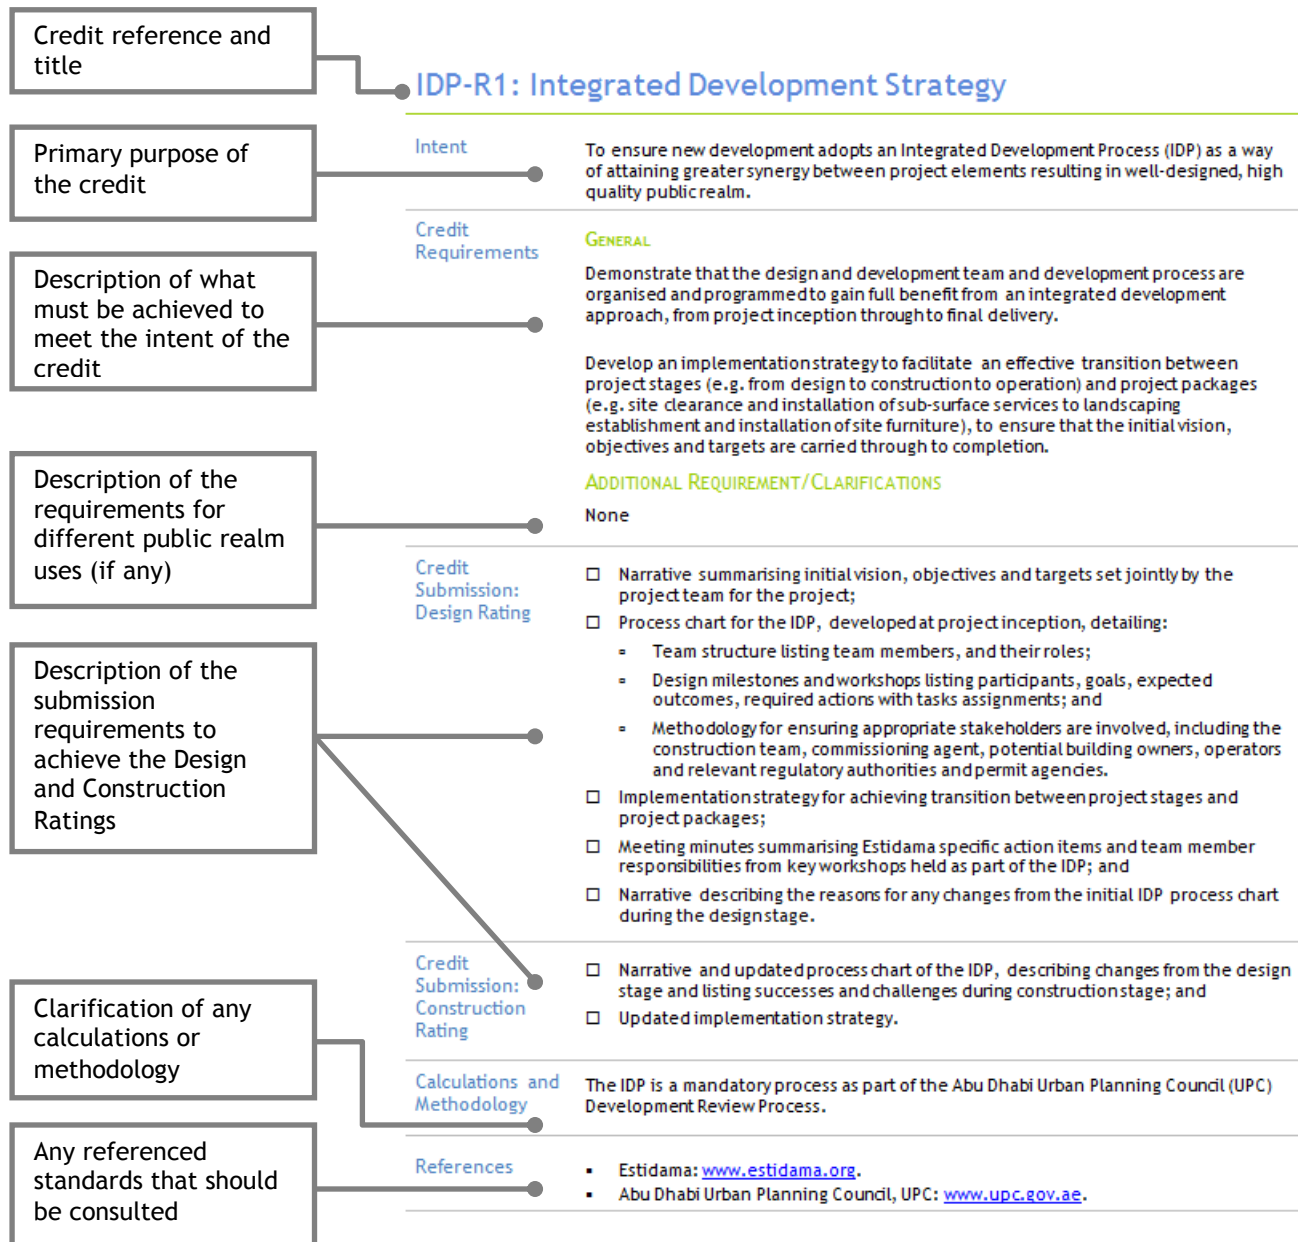 Credit reference and
title
IDP-R1: Integrated Development Strategy
Primary purpose of
the credit
Intent
To ensure new development adopts an Integrated Development Process (IDP) as a way
of attaining greater synergy between project elements resulting in well-designed, high
quality public realm.
Description of what
must be achieved to
meet the intent of the
credit
Credit
Requirements
GENERAL
Demonstrate that the design and development team and development process are
organised and programmed to gain full benefit from an integrated development
approach, from project inception through to final delivery.
Develop an implementation strategy to facilitate an effective transition between
project stages (e.g. from design to construction to operation) and project packages
(e.g. site clearance and installation of sub-surface services to landscaping
establishment and installation of site furniture), to ensure that the initial vision,
objectives and targets are carried through to completion.
Description of the
requirements for
different public realm
uses (if any)
ADDITIONAL REQUIREMENT/CLARIFICATIONS
None
Description of the
submission
requirements to
achieve the Design
and Construction
Ratings
Credit
Submission:
Design Rating
☐ Narrative summarising initial vision, objectives and targets set jointly by the
project team for the project;
☐ Process chart for the IDP, developed at project inception, detailing:
▫ Team structure listing team members, and their roles;
▫ Design milestones and workshops listing participants, goals, expected
outcomes, required actions with tasks assignments; and
▫ Methodology for ensuring appropriate stakeholders are involved, including the
construction team, commissioning agent, potential building owners, operators
and relevant regulatory authorities and permit agencies.
☐ Implementation strategy for achieving transition between project stages and
project packages;
☐ Meeting minutes summarising Estidama specific action items and team member
responsibilities from key workshops held as part of the IDP; and
☐ Narrative describing the reasons for any changes from the initial IDP process chart
during the design stage.
Credit
Submission:
Construction
Rating
☐ Narrative and updated process chart of the IDP, describing changes from the design
stage and listing successes and challenges during construction stage; and
☐ Updated implementation strategy.
Clarification of any
calculations or
methodology
Calculations and
Methodology
The IDP is a mandatory process as part of the Abu Dhabi Urban Planning Council (UPC)
Development Review Process.
Any referenced
standards that should
be consulted
References
▪ Estidama: www.estidama.org.
▪ Abu Dhabi Urban Planning Council, UPC: www.upc.gov.ae.